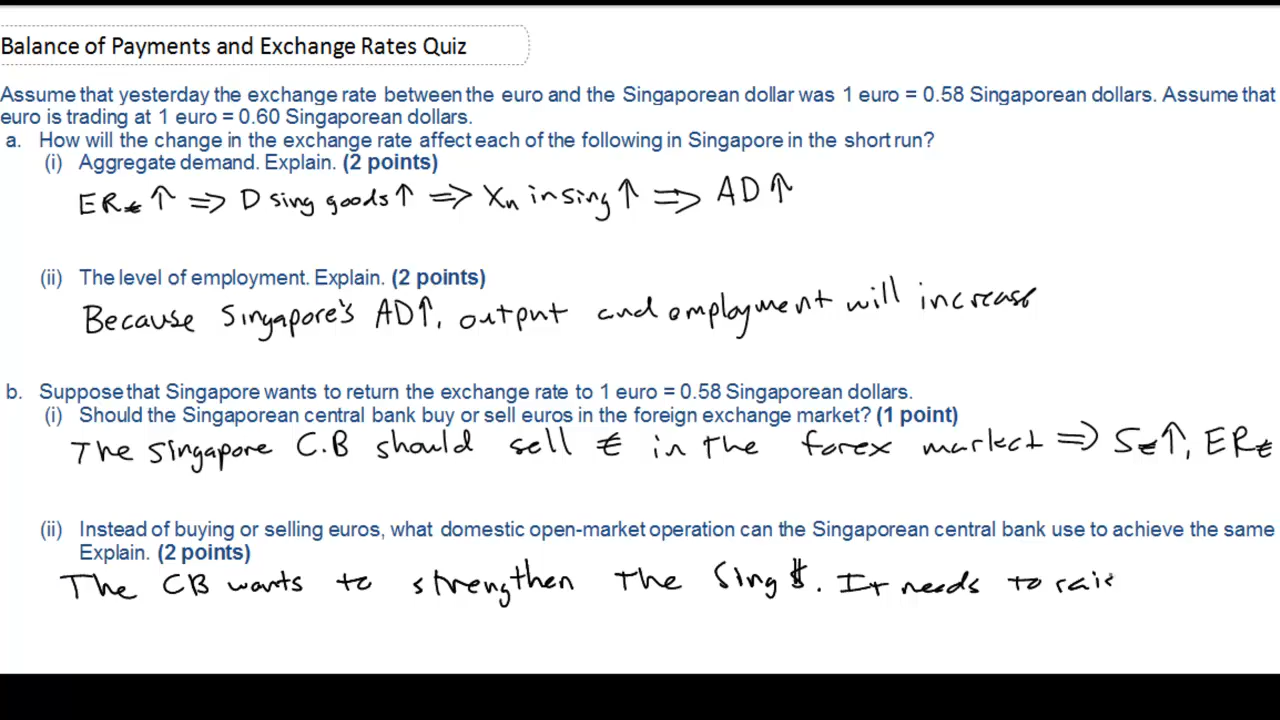 Balance of Payments and Exchange Rates Quiz
Assume that yesterday the exchange rate between the euro and the Singaporean dollar was 1 euro = 0.58 Singaporean dollars. Assume that
euro is trading at 1 euro = 0.60 Singaporean dollars.
a. How will the change in the exchange rate affect each of the following in Singapore in the short run?
(i) Aggregate demand. Explain. (2 points)
ER€ ↑ => D sing goods ↑ => Xn in sing ↑ => AD ↑
(ii) The level of employment. Explain. (2 points)
Because Singapore's AD↑, output and employment will increase
b. Suppose that Singapore wants to return the exchange rate to 1 euro = 0.58 Singaporean dollars.
(i) Should the Singaporean central bank buy or sell euros in the foreign exchange market? (1 point)
The Singapore C.B should sell € in the forex market => S€↑, ER€
(ii) Instead of buying or selling euros, what domestic open-market operation can the Singaporean central bank use to achieve the same
Explain. (2 points)
The CB wants to strengthen the Sing $. It needs to rais